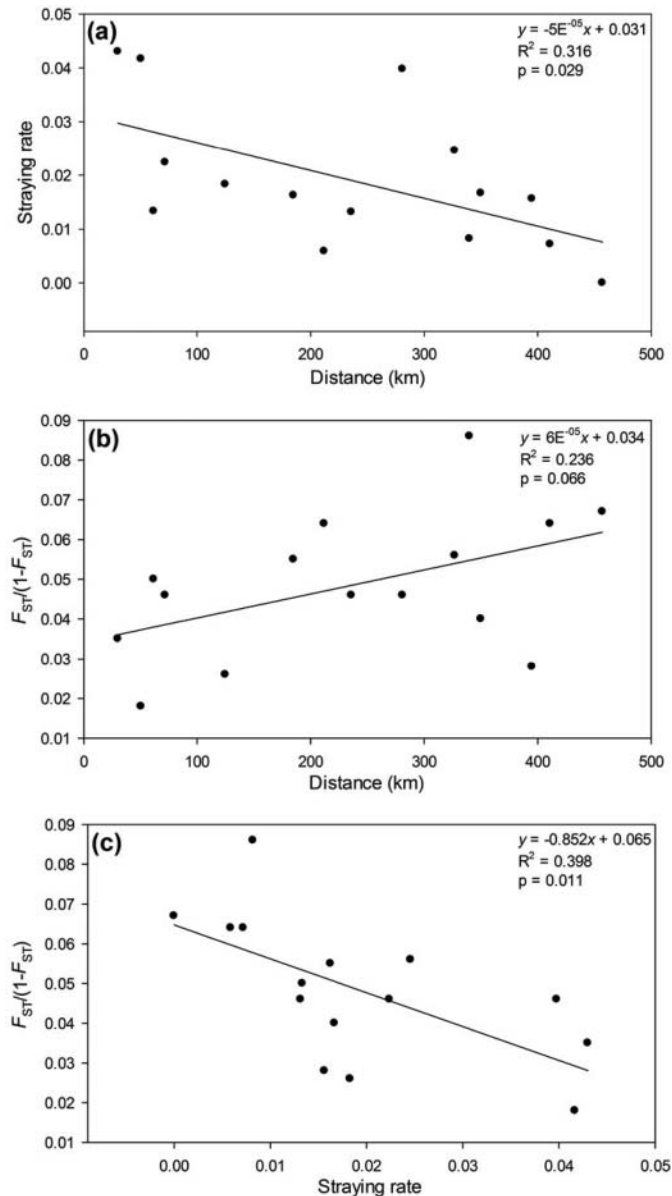 (a)
y = -5E⁻⁰⁵x + 0.031
R² = 0.316
p = 0.029
0.05
0.04
0.03
0.02
0.01
0.00
Straying rate
0 100 200 300 400 500
Distance (km)
(b)
y = 6E⁻⁰⁵x + 0.034
R² = 0.236
p = 0.066
0.09
0.08
0.07
0.06
0.05
0.04
0.03
0.02
0.01
F_ST/(1-F_ST)
0 100 200 300 400 500
Distance (km)
(c)
y = -0.852x + 0.065
R² = 0.398
p = 0.011
0.09
0.08
0.07
0.06
0.05
0.04
0.03
0.02
0.01
F_ST/(1-F_ST)
0.00 0.01 0.02 0.03 0.04 0.05
Straying rate